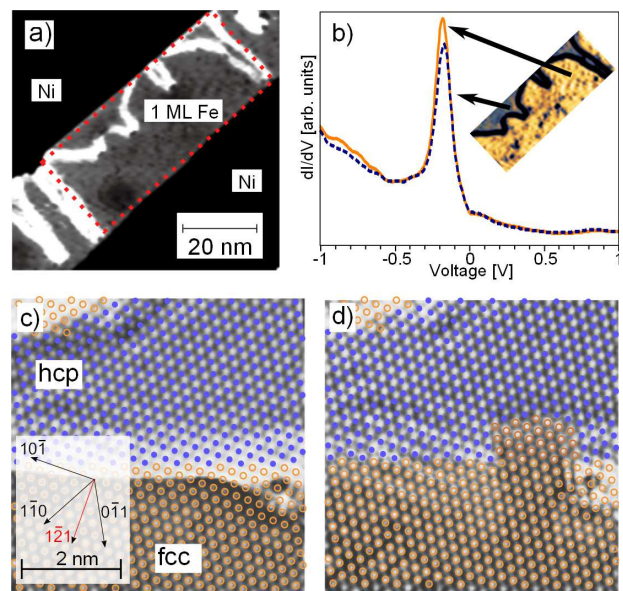 a)
Ni
1 ML Fe
Ni
20 nm
b)
dI/dV [arb. units]
-1
-0.5
0
0.5
1
Voltage [V]
c)
hcp
101̄
11̄0
12̄1
01̄1
2 nm
fcc
d)